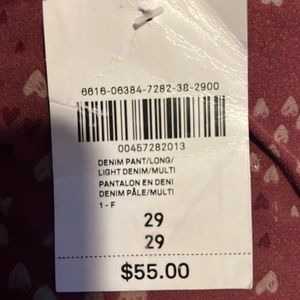 6616-06384-7282-38-2900
00457282013
DENIM PANT/LONG/
LIGHT DENIM/MULTI
PANTALON EN DENI
DENIM PÂLE/MULTI
1 - F
29
29
$55.00